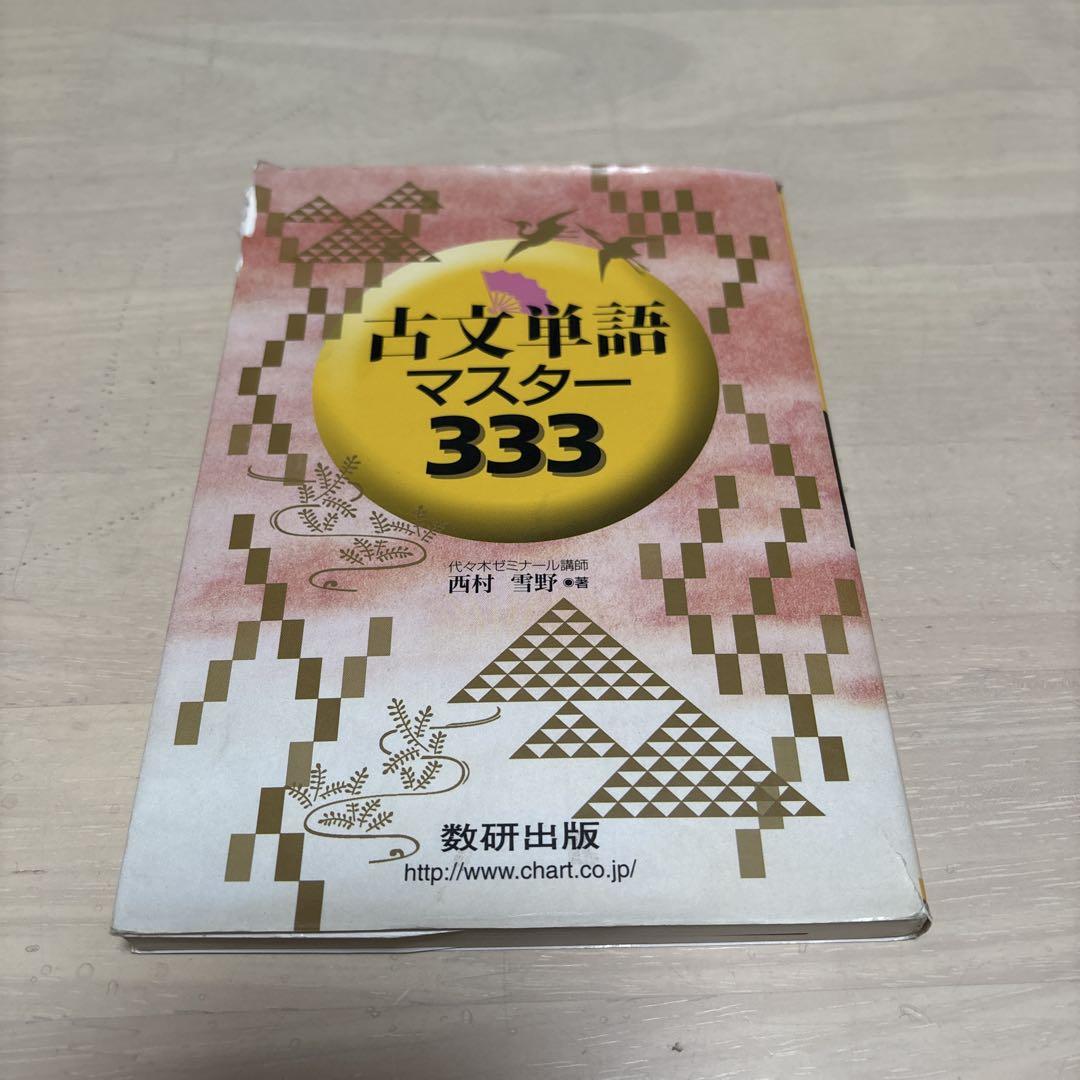 古文単語
マスター
333
代々木ゼミナール講師
西村 雪野◉著
数研出版
http://www.chart.co.jp/